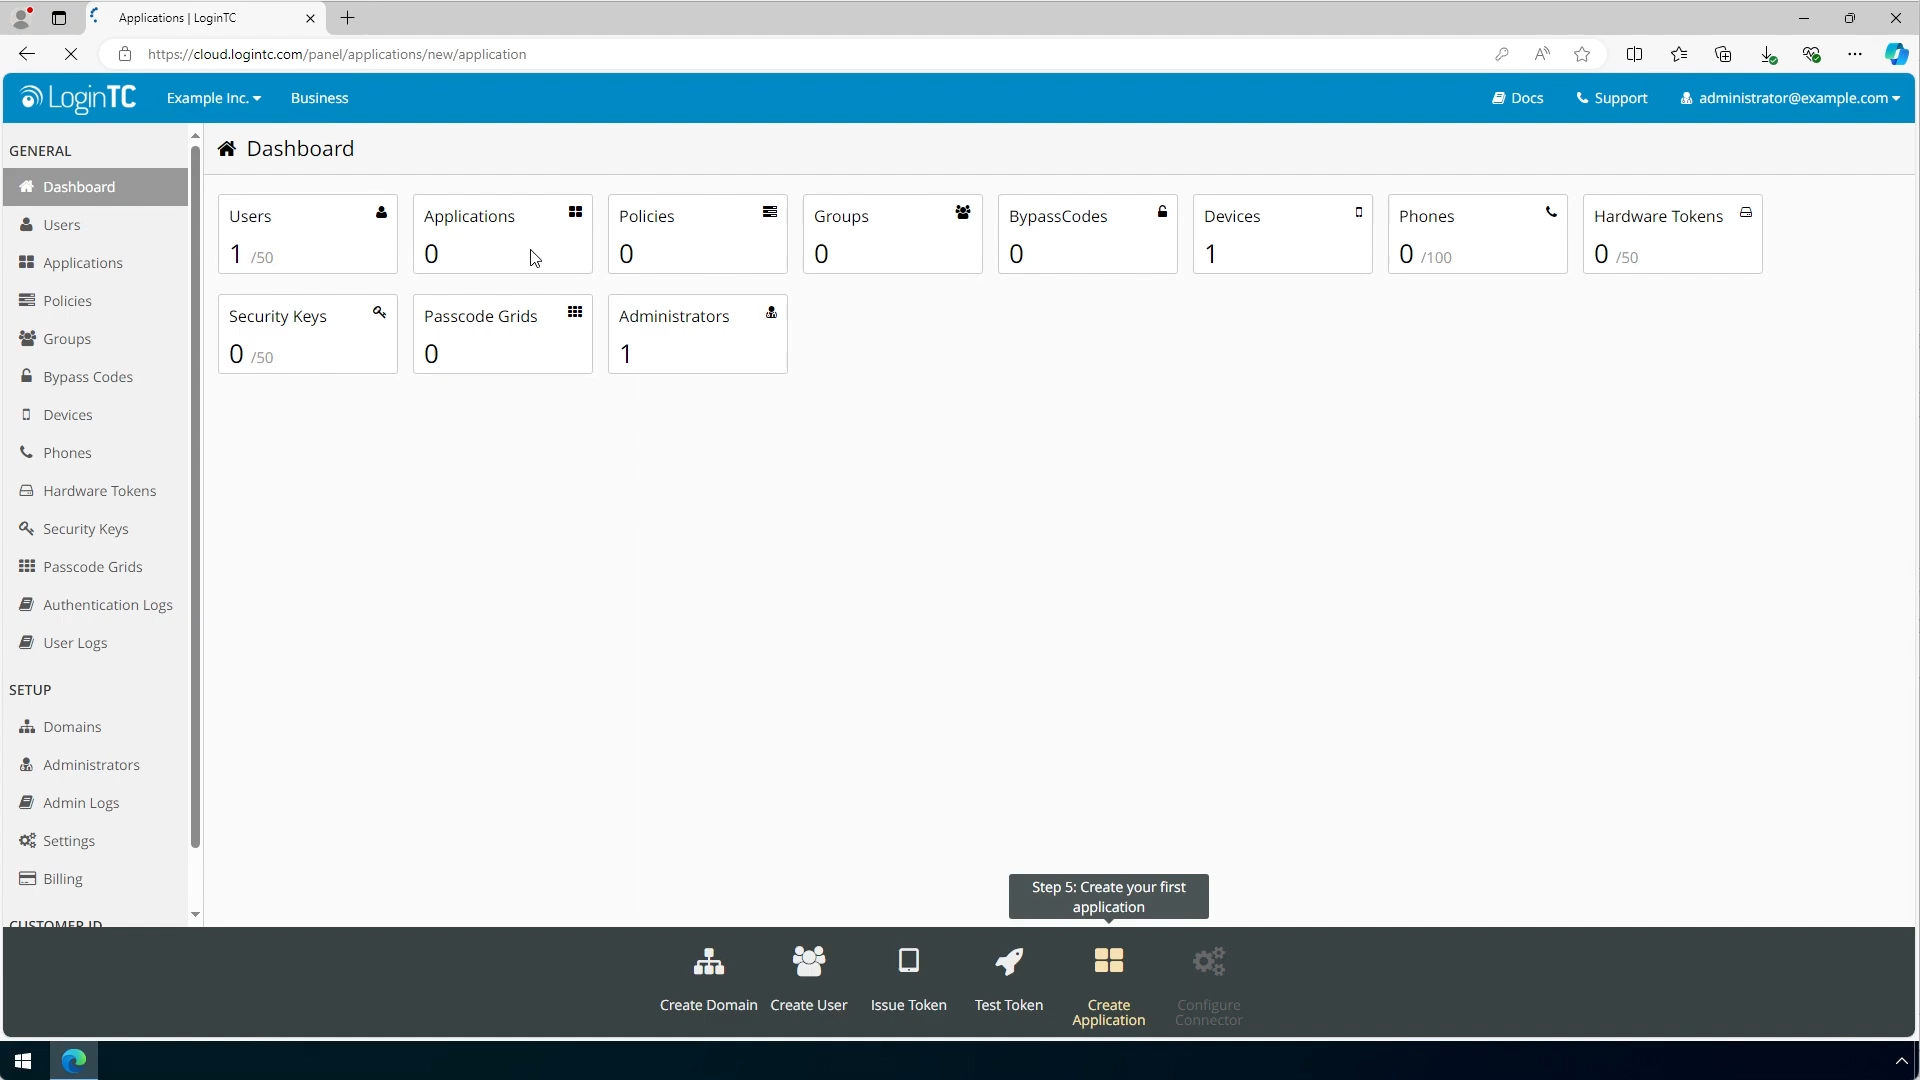 Applications | LoginTC
https://cloud.logintc.com/panel/applications/new/application
LoginTC
Example Inc.
Business
Docs
Support
administrator@example.com
GENERAL
Dashboard
Users
Applications
Policies
Groups
Bypass Codes
Devices
Phones
Hardware Tokens
Security Keys
Passcode Grids
Authentication Logs
User Logs
SETUP
Domains
Administrators
Admin Logs
Settings
Billing
CUSTOMER ID
Dashboard
Users
1 /50
Applications
0
Policies
0
Groups
0
BypassCodes
0
Devices
1
Phones
0 /100
Hardware Tokens
0 /50
Security Keys
0 /50
Passcode Grids
0
Administrators
1
Step 5: Create your first
application
Create Domain
Create User
Issue Token
Test Token
Create
Application
Configure
Connector